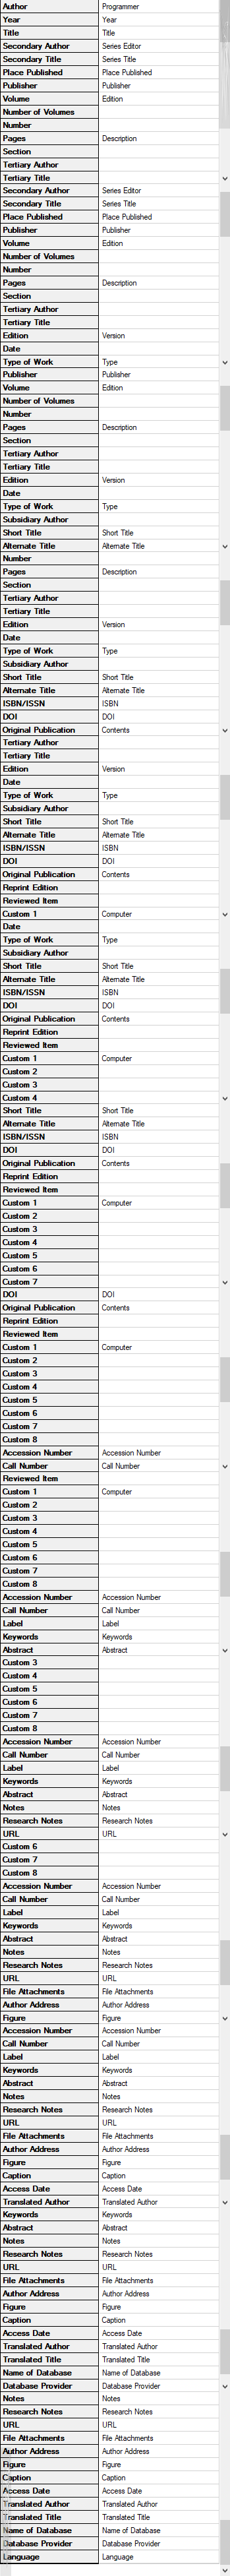 Author Programmer
Year Year
Title Title
Secondary Author Series Editor
Secondary Title Series Title
Place Published Place Published
Publisher Publisher
Volume Edition
Number of Volumes
Number
Pages Description
Section
Tertiary Author
Tertiary Title
Secondary Author Series Editor
Secondary Title Series Title
Place Published Place Published
Publisher Publisher
Volume Edition
Number of Volumes
Number
Pages Description
Section
Tertiary Author
Tertiary Title
Edition Version
Date
Type of Work Type
Publisher Publisher
Volume Edition
Number of Volumes
Number
Pages Description
Section
Tertiary Author
Tertiary Title
Edition Version
Date
Type of Work Type
Subsidiary Author
Short Title Short Title
Alternate Title Alternate Title
Number
Pages Description
Section
Tertiary Author
Tertiary Title
Edition Version
Date
Type of Work Type
Subsidiary Author
Short Title Short Title
Alternate Title Alternate Title
ISBN/ISSN ISBN
DOI DOI
Original Publication Contents
Tertiary Author
Tertiary Title
Edition Version
Date
Type of Work Type
Subsidiary Author
Short Title Short Title
Alternate Title Alternate Title
ISBN/ISSN ISBN
DOI DOI
Original Publication Contents
Reprint Edition
Reviewed Item
Custom 1 Computer
Date
Type of Work Type
Subsidiary Author
Short Title Short Title
Alternate Title Alternate Title
ISBN/ISSN ISBN
DOI DOI
Original Publication Contents
Reprint Edition
Reviewed Item
Custom 1 Computer
Custom 2
Custom 3
Custom 4
Short Title Short Title
Alternate Title Alternate Title
ISBN/ISSN ISBN
DOI DOI
Original Publication Contents
Reprint Edition
Reviewed Item
Custom 1 Computer
Custom 2
Custom 3
Custom 4
Custom 5
Custom 6
Custom 7
DOI DOI
Original Publication Contents
Reprint Edition
Reviewed Item
Custom 1 Computer
Custom 2
Custom 3
Custom 4
Custom 5
Custom 6
Custom 7
Custom 8
Accession Number Accession Number
Call Number Call Number
Reviewed Item
Custom 1 Computer
Custom 2
Custom 3
Custom 4
Custom 5
Custom 6
Custom 7
Custom 8
Accession Number Accession Number
Call Number Call Number
Label Label
Keywords Keywords
Abstract Abstract
Custom 3
Custom 4
Custom 5
Custom 6
Custom 7
Custom 8
Accession Number Accession Number
Call Number Call Number
Label Label
Keywords Keywords
Abstract Abstract
Notes Notes
Research Notes Research Notes
URL URL
Custom 6
Custom 7
Custom 8
Accession Number Accession Number
Call Number Call Number
Label Label
Keywords Keywords
Abstract Abstract
Notes Notes
Research Notes Research Notes
URL URL
File Attachments File Attachments
Author Address Author Address
Figure Figure
Accession Number Accession Number
Call Number Call Number
Label Label
Keywords Keywords
Abstract Abstract
Notes Notes
Research Notes Research Notes
URL URL
File Attachments File Attachments
Author Address Author Address
Figure Figure
Caption Caption
Access Date Access Date
Translated Author Translated Author
Keywords Keywords
Abstract Abstract
Notes Notes
Research Notes Research Notes
URL URL
File Attachments File Attachments
Author Address Author Address
Figure Figure
Caption Caption
Access Date Access Date
Translated Author Translated Author
Translated Title Translated Title
Name of Database Name of Database
Database Provider Database Provider
Notes Notes
Research Notes Research Notes
URL URL
File Attachments File Attachments
Author Address Author Address
Figure Figure
Caption Caption
Access Date Access Date
Translated Author Translated Author
Translated Title Translated Title
Name of Database Name of Database
Database Provider Database Provider
Language Language